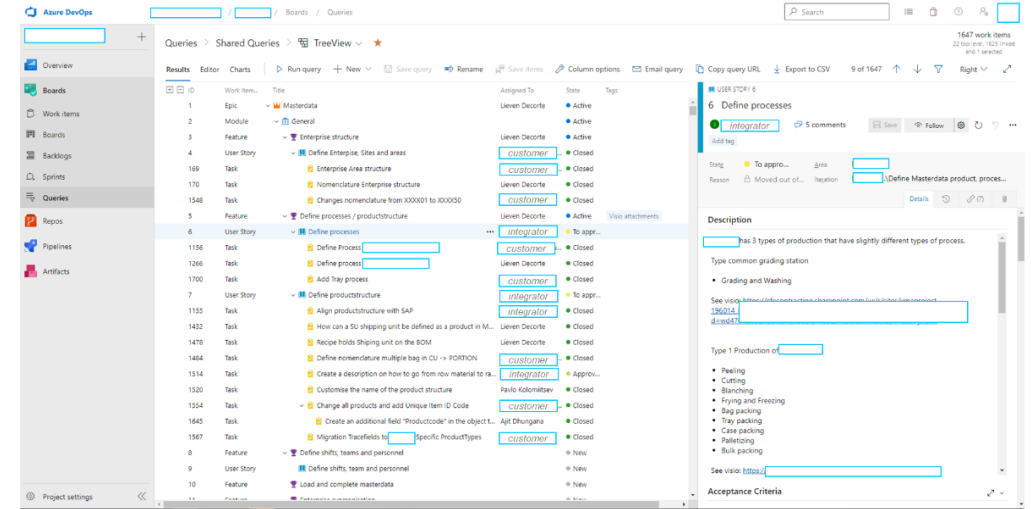 Azure DevOps / / Boards / Queries Search
Queries > Shared Queries > TreeView 1647 work items
22 top level, 1625 linked
and 1 selected
Overview
Boards
Work items
Boards
Backlogs
Sprints
Queries
Repos
Pipelines
Artifacts
Project settings
Results Editor Charts Run query + New Save query Rename Save items Column options Email query Copy query URL Export to CSV 9 of 1647 Right
ID Work Item... Title Assigned To State Tags
1 Epic Masterdata Lieven Decorte Active
2 Module General Active
3 Feature Enterprise structure Lieven Decorte Active
4 User Story Define Enterpise, Sites and areas customer Closed
169 Task Enterprise Area structure customer Closed
170 Task Nomenclature Enterprise structure Lieven Decorte Closed
1548 Task Changes nomenclature from XXXX01 to XXXX50 customer Closed
5 Feature Define processes / productstructure Lieven Decorte Active Visio attachments
6 User Story Define processes ... integrator To appr...
1156 Task Define Process customer Closed
1266 Task Define process Lieven Decorte Closed
1700 Task Add Tray process customer Closed
7 User Story Define productstructure integrator To appr...
1155 Task Align productstructure with SAP integrator Closed
1432 Task How can a SU shipping unit be defined as a product in M... Lieven Decorte Closed
1478 Task Recipe holds Shiping unit on the BOM Lieven Decorte Closed
1484 Task Define nomenclature multiple bag in CU -> PORTION customer Closed
1514 Task Create a description on how to go from row material to ra... integrator Approv...
1520 Task Customise the name of the product structure Pavlo Kolomiitsev Closed
1554 Task Change all products and add Unique Item ID Code customer Closed
1645 Task Create an additional field "Productcode" in the object t... Ajit Dhungana Closed
1567 Task Migration Tracefields to Specific ProductTypes customer Closed
8 Feature Define shifts, teams and personnel New
9 User Story Define shifts, team and personnel New
10 Feature Load and complete masterdata New
USER STORY 6
6 Define processes
integrator 5 comments Save Follow
Add tag
State To appro... Area
Reason Moved out of... Iteration \Define Masterdata product, proces...
Details
Description
has 3 types of production that have slightly different types of process.
Type common grading station
• Grading and Washing
See visio
196014
d=wd47
Type 1 Production of
• Peeling
• Cutting
• Blanching
• Frying and Freezing
• Bag packing
• Tray packing
• Case packing
• Palletizing
• Bulk packing
See visio: https:/
Acceptance Criteria